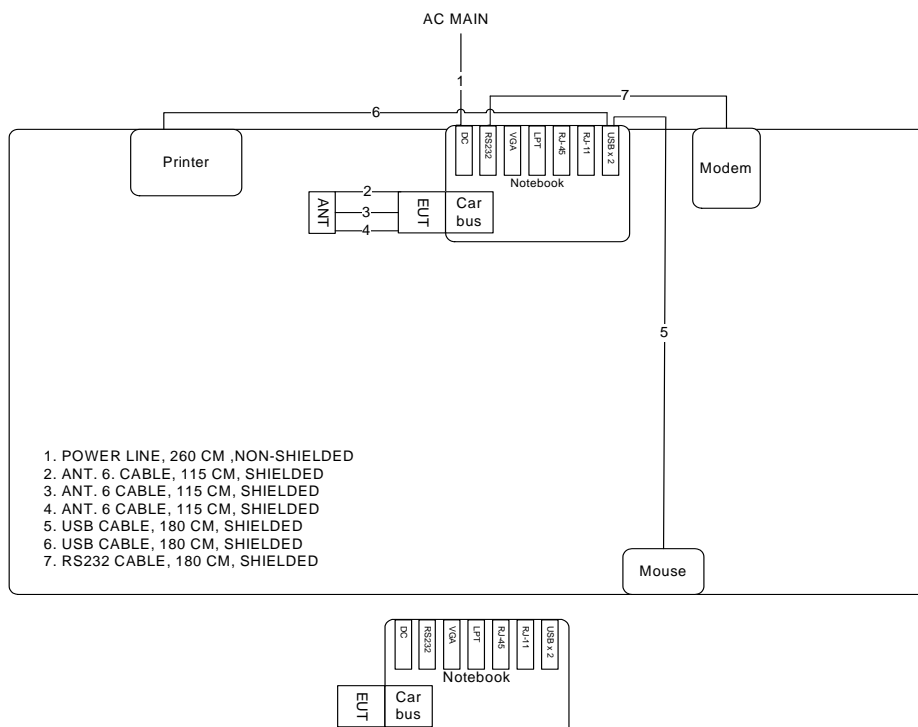 AC MAIN
1
7
6
Printer
DC
RS232
VGA
LPT
RJ-45
RJ-11
USB x 2
Notebook
Modem
ANT
2
3
4
EUT
Car
bus
5
1. POWER LINE, 260 CM ,NON-SHIELDED
2. ANT. 6. CABLE, 115 CM, SHIELDED
3. ANT. 6 CABLE, 115 CM, SHIELDED
4. ANT. 6 CABLE, 115 CM, SHIELDED
5. USB CABLE, 180 CM, SHIELDED
6. USB CABLE, 180 CM, SHIELDED
7. RS232 CABLE, 180 CM, SHIELDED
Mouse
DC
RS232
VGA
LPT
RJ-45
RJ-11
USB x 2
Notebook
EUT
Car
bus